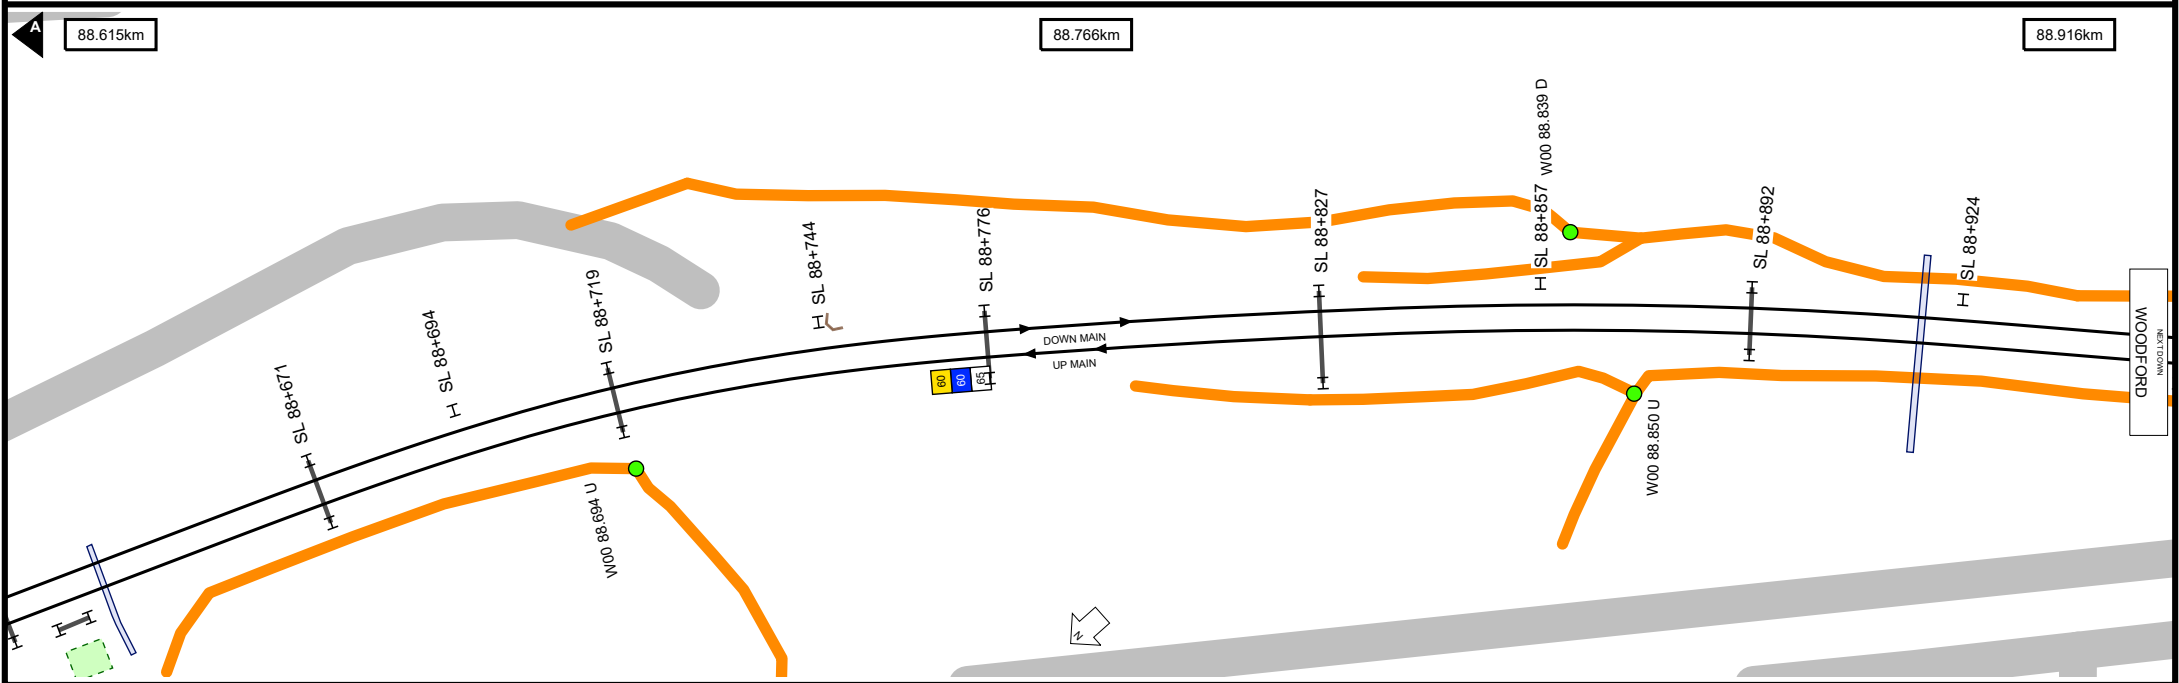 A
88.615km
88.766km
88.916km
SL 88+671
SL 88+694
SL 88+719
W00 88.694 U
SL 88+744
SL 88+776
60
60
65
DOWN MAIN
UP MAIN
SL 88+827
W00 88.839 D
SL 88+857
W00 88.850 U
SL 88+892
SL 88+924
NEXT DOWN
WOODFORD
N